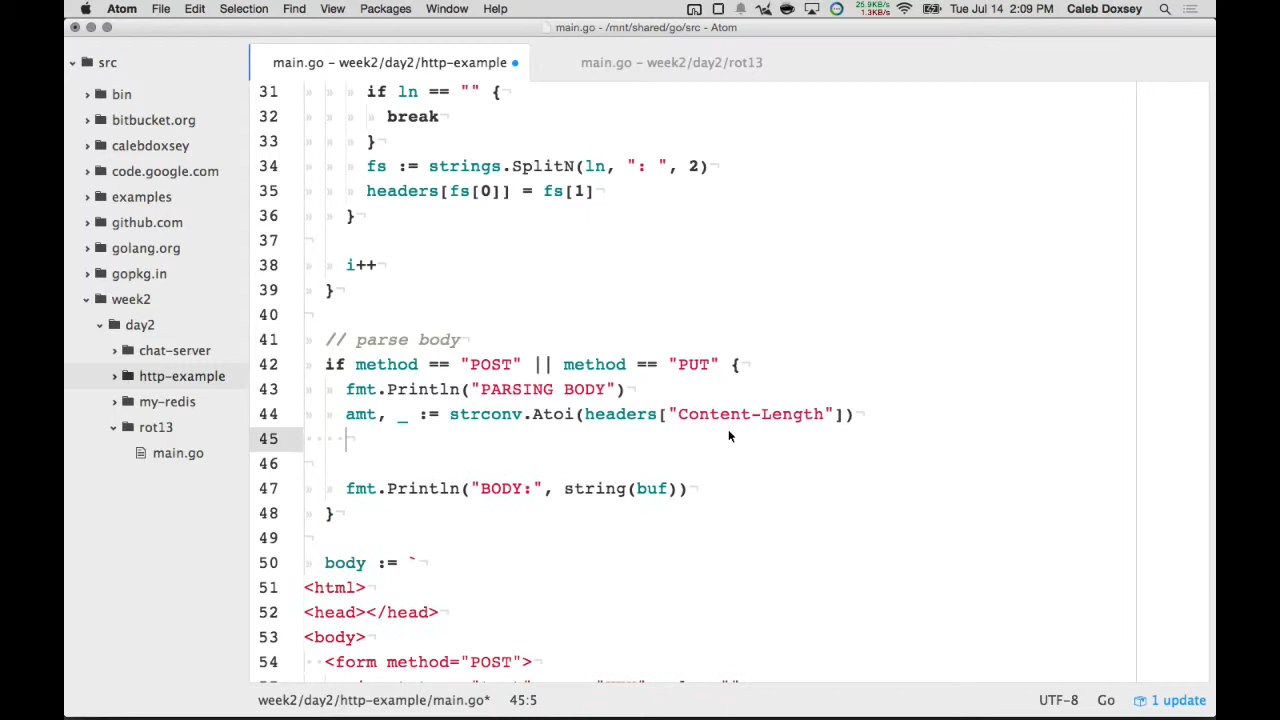 Atom File Edit Selection Find View Packages Window Help 25.9KB/s 1.3KB/s Tue Jul 14 2:09 PM Caleb Doxsey
main.go - /mnt/shared/go/src - Atom
src
bin
bitbucket.org
calebdoxsey
code.google.com
examples
github.com
golang.org
gopkg.in
week2
day2
chat-server
http-example
my-redis
rot13
main.go
main.go – week2/day2/http-example
main.go – week2/day2/rot13
31 if ln == "" {
32 break
33 }
34 fs := strings.SplitN(ln, ": ", 2)
35 headers[fs[0]] = fs[1]
36 }
37
38 i++
39 }
40
41 // parse body
42 if method == "POST" || method == "PUT" {
43 fmt.Println("PARSING BODY")
44 amt, _ := strconv.Atoi(headers["Content-Length"])
45
46
47 fmt.Println("BODY:", string(buf))
48 }
49
50 body := `
51 <html>
52 <head></head>
53 <body>
54 <form method="POST">
week2/day2/http-example/main.go* 45:5 UTF-8 Go 1 update